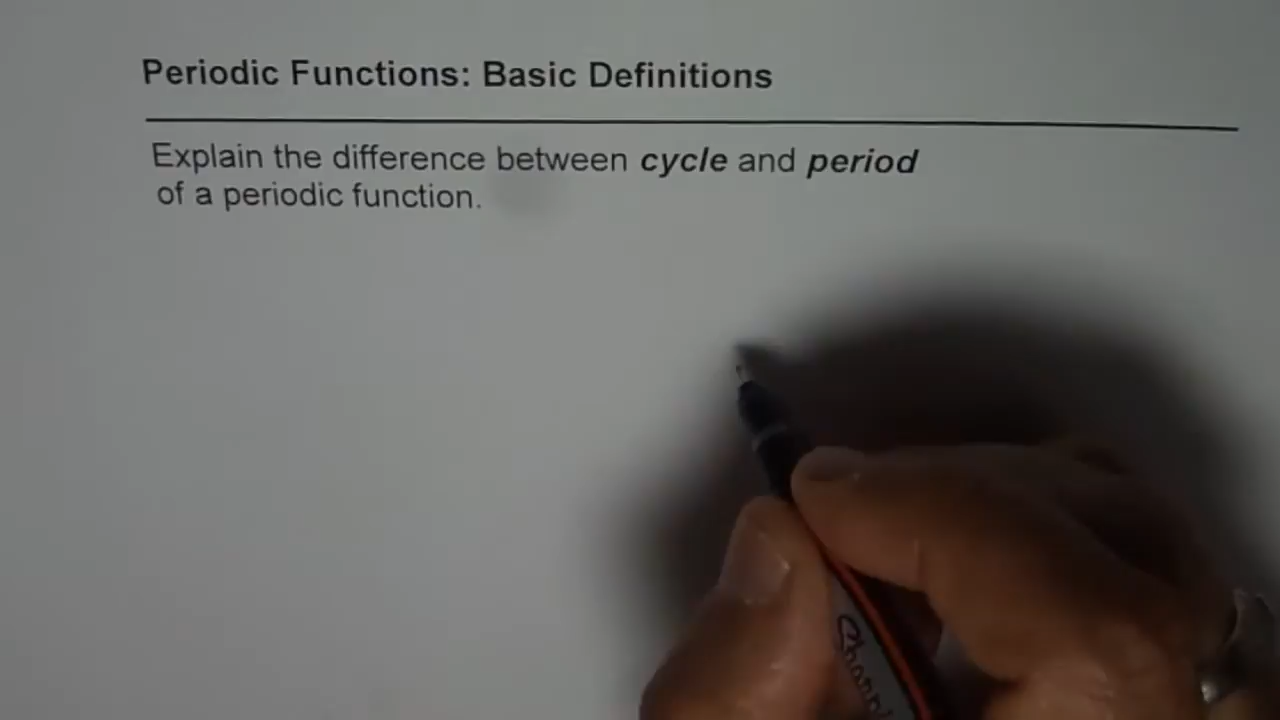 Periodic Functions: Basic Definitions
Explain the difference between cycle and period
of a periodic function.